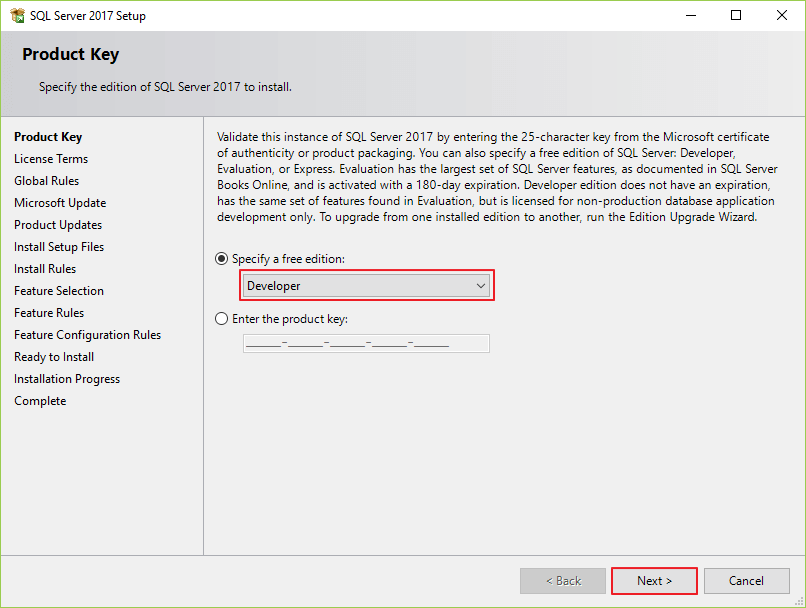 SQL Server 2017 Setup
Product Key
Specify the edition of SQL Server 2017 to install.
Product Key
License Terms
Global Rules
Microsoft Update
Product Updates
Install Setup Files
Install Rules
Feature Selection
Feature Rules
Feature Configuration Rules
Ready to Install
Installation Progress
Complete
Validate this instance of SQL Server 2017 by entering the 25-character key from the Microsoft certificate
of authenticity or product packaging. You can also specify a free edition of SQL Server: Developer,
Evaluation, or Express. Evaluation has the largest set of SQL Server features, as documented in SQL Server
Books Online, and is activated with a 180-day expiration. Developer edition does not have an expiration,
has the same set of features found in Evaluation, but is licensed for non-production database application
development only. To upgrade from one installed edition to another, run the Edition Upgrade Wizard.
Specify a free edition:
Developer
Enter the product key:
_____-_____-_____-_____-_____
< Back
Next >
Cancel